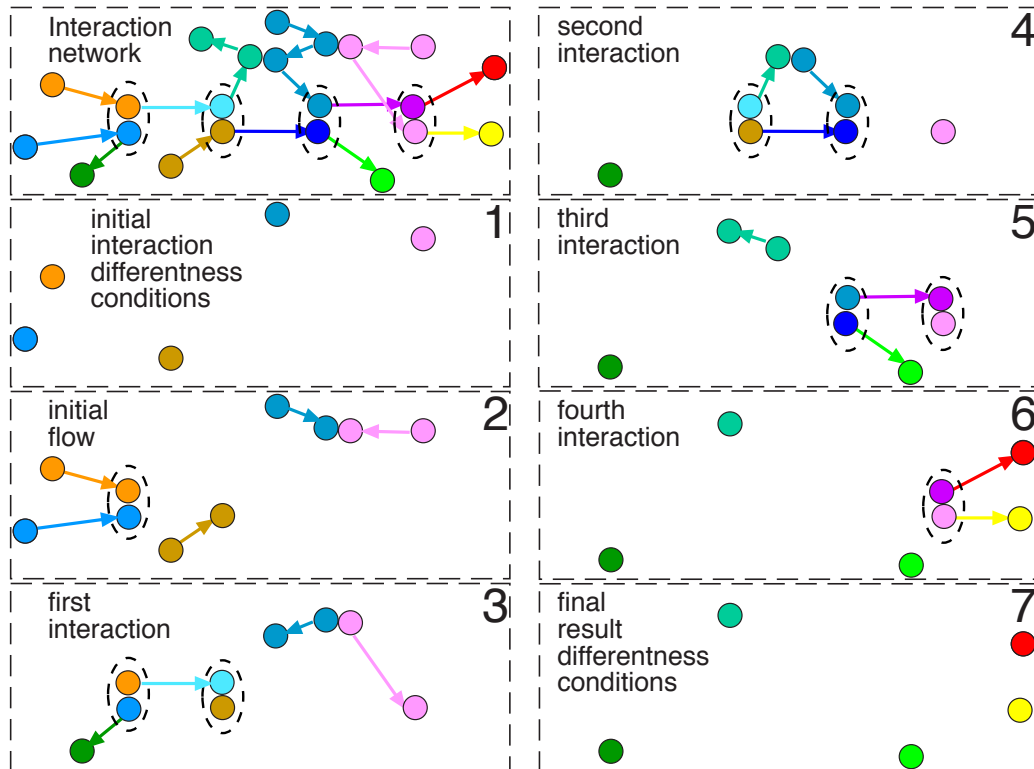 Interaction
network
1
initial
interaction
differentness
conditions
2
initial
flow
3
first
interaction
4
second
interaction
5
third
interaction
6
fourth
interaction
7
final
result
differentness
conditions